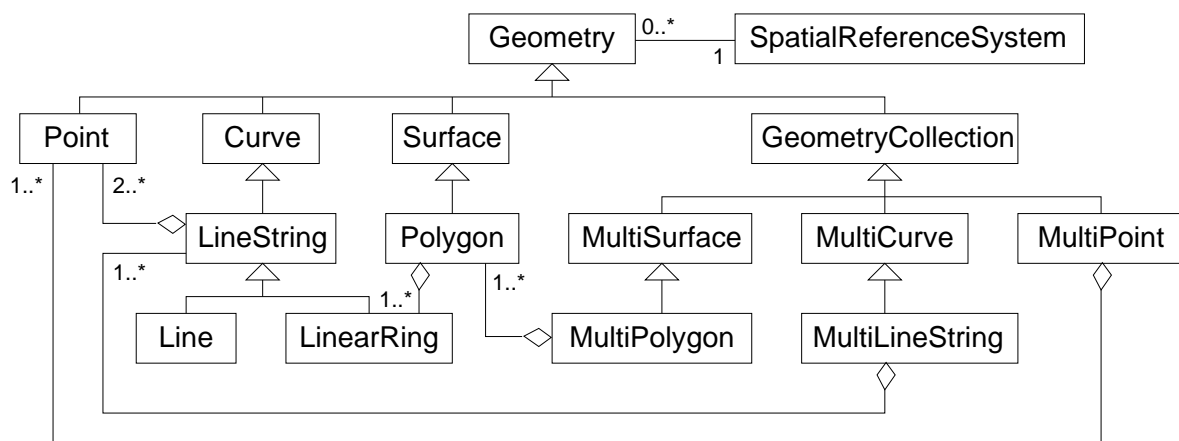 Geometry 0..* SpatialReferenceSystem
1
Point Curve Surface GeometryCollection
1..* 2..*
LineString Polygon MultiSurface MultiCurve MultiPoint
1..* 1..*
1..*
Line LinearRing MultiPolygon MultiLineString